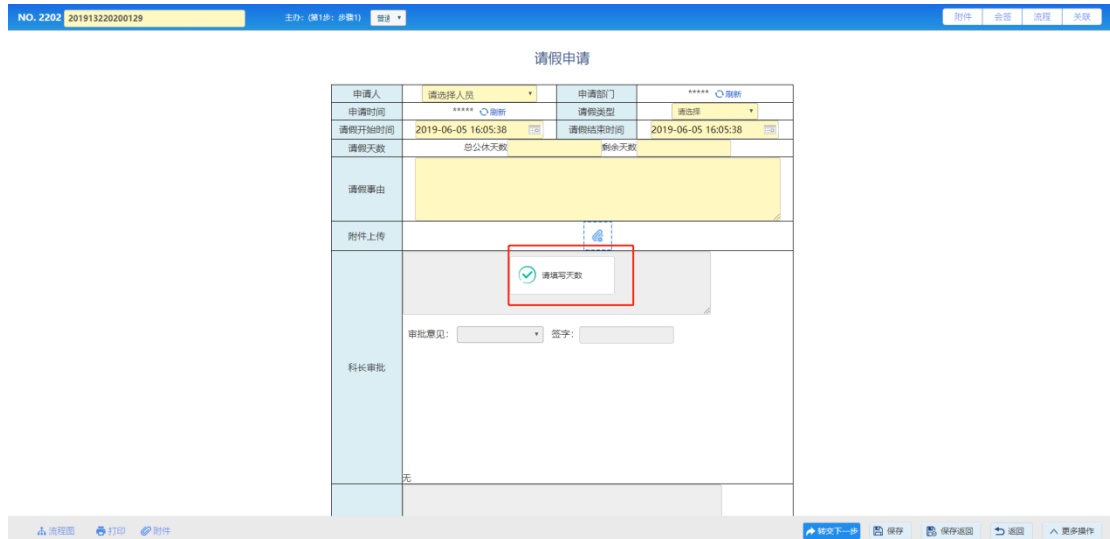 NO. 2202 201913220200129 主办: (第1步: 步骤1) 普通 附件 会签 流程 关联
请假申请
申请人 请选择人员 申请部门 ***** 刷新
申请时间 ***** 刷新 请假类型 请选择
请假开始时间 2019-06-05 16:05:38 请假结束时间 2019-06-05 16:05:38
请假天数 总公休天数 剩余天数
请假事由
附件上传
请填写天数
审批意见: 签字:
科长审批
无
流程图 打印 附件 转交下一步 保存 保存返回 返回 更多操作